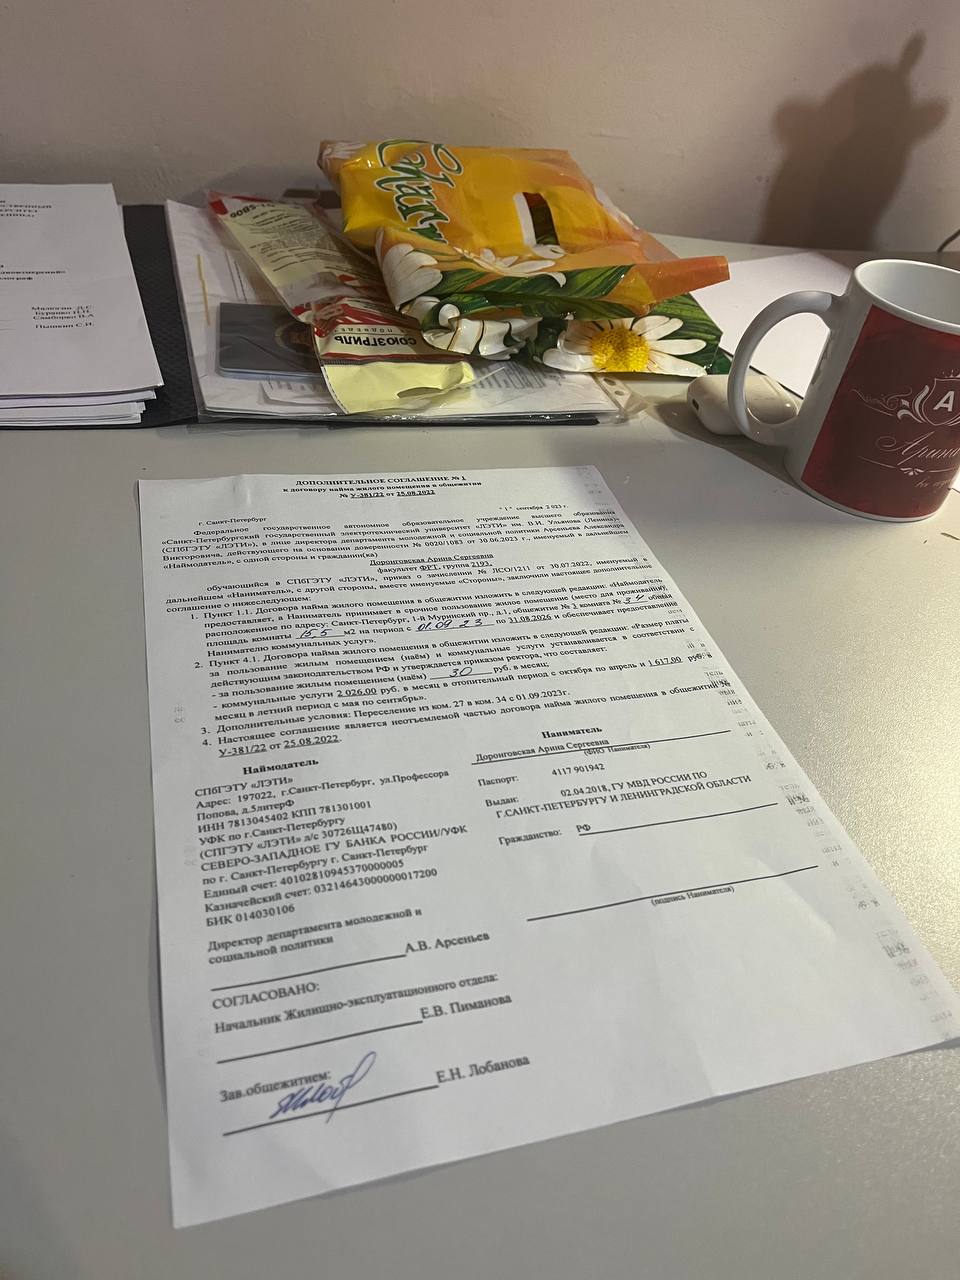 ДОПОЛНИТЕЛЬНОЕ СОГЛАШЕНИЕ № 1
к договору найма жилого помещения в общежитии
№ У-381/22 от 25.08.2022
г. Санкт-Петербург
"1" сентября 2023 г.
Федеральное государственное автономное образовательное учреждение высшего образования
«Санкт-Петербургский государственный электротехнический университет «ЛЭТИ» им. В.И. Ульянова (Ленина)»
(СПбГЭТУ «ЛЭТИ»), в лице директора департамента молодежной и социальной политики Арсеньева Александра
Викторовича, действующего на основании доверенности № 0020/1083 от 30.06.2023 г., именуемый в дальнейшем
«Наймодатель», с одной стороны и гражданин(ка)
Доронговская Арина Сергеевна
факультет ФРТ, группа 2193,
обучающийся в СПбГЭТУ «ЛЭТИ», приказ о зачислении № ЛСО/1211 от 30.07.2022, именуемый в
дальнейшем «Наниматель», с другой стороны, вместе именуемые «Стороны», заключили настоящее дополнительное
соглашение о нижеследующем:
1. Пункт 1.1. Договора найма жилого помещения в общежитии изложить в следующей редакции: «Наймодатель
предоставляет, а Наниматель принимает в срочное пользование жилое помещение (место для проживания),
расположенное по адресу: Санкт-Петербург, 1-й Муринский пр., д.1, общежитие № 3 комната № 34 общая
площадь комнаты 15,5 м2 на период с 01.09.23 по 31.08.2026 и обеспечивает предоставление
Нанимателю коммунальных услуг».
2. Пункт 4.1. Договора найма жилого помещения в общежитии изложить в следующей редакции: «Размер платы
за пользование жилым помещением (наём) и коммунальные услуги устанавливается в соответствии с
действующим законодательством РФ и утверждается приказом ректора, что составляет:
- за пользование жилым помещением (наём) 30 руб. в месяц;
- коммунальные услуги 2 026,00 руб. в месяц в отопительный период с октября по апрель и 1 617,00 руб. в
месяц в летний период с мая по сентябрь».
3. Дополнительные условия: Переселение из ком. 27 в ком. 34 с 01.09.2023г.
4. Настоящее соглашение является неотъемлемой частью договора найма жилого помещения в общежитии №
У-381/22 от 25.08.2022.
Наймодатель
СПбГЭТУ «ЛЭТИ»
Адрес: 197022, г.Санкт-Петербург, ул.Профессора
Попова, д.5литерФ
ИНН 7813045402 КПП 781301001
УФК по г.Санкт-Петербургу
(СПГЭТУ «ЛЭТИ» л/с 30726Щ47480)
СЕВЕРО-ЗАПАДНОЕ ГУ БАНКА РОССИИ/УФК
по г. Санкт-Петербургу г. Санкт-Петербург
Единый счет: 40102810945370000005
Казначейский счет: 03214643000000017200
БИК 014030106
Директор департамента молодежной и
социальной политики
А.В. Арсеньев
СОГЛАСОВАНО:
Начальник Жилищно-эксплуатационного отдела:
Е.В. Пиманова
Зав.общежитием:
Е.Н. Лобанова
Наниматель
Доронговская Арина Сергеевна
(ФИО Нанимателя)
Паспорт: 4117 901942
Выдан: 02.04.2018, ГУ МВД РОССИИ ПО
Г.САНКТ-ПЕТЕРБУРГУ И ЛЕНИНГРАДСКОЙ ОБЛАСТИ
Гражданство: РФ
(подпись Нанимателя)
Малютин Д.С.
Буренко Н.Н.
Самборко В.А.
Пышкин С.И.
СОЮЗГРИЛЬ
А
Арина